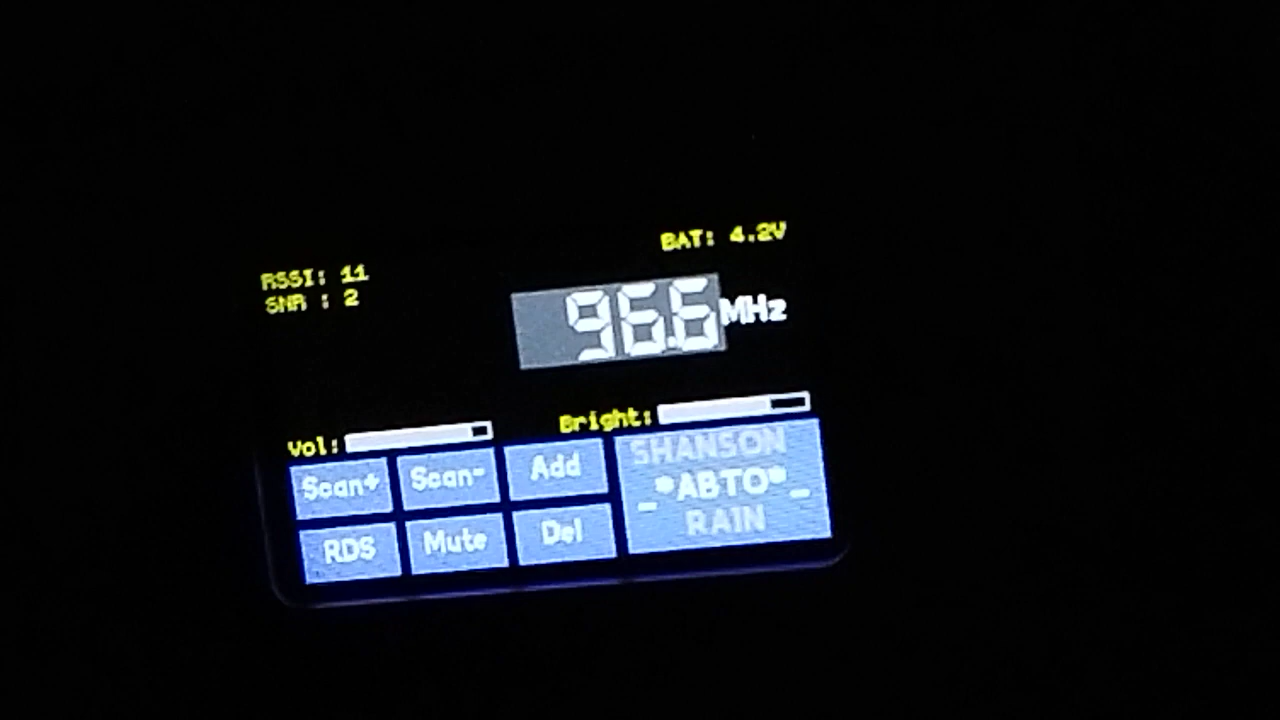 BAT: 4.2V
RSSI: 11
SNR : 2
96.6 MHz
Vol:
Bright:
Scan+ Scan- Add
RDS Mute Del
SHANSON
_*ABTO*_
RAIN